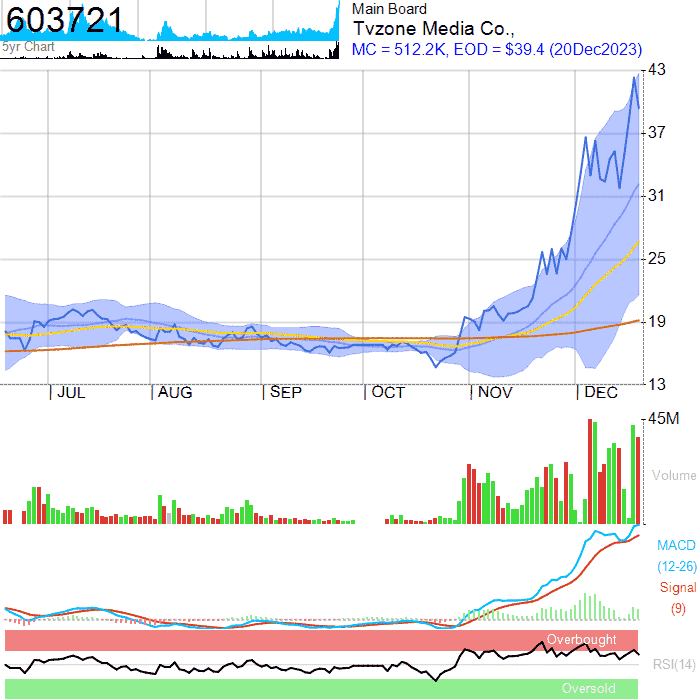 603721
5yr Chart
Main Board
Tvzone Media Co.,
MC = 512.2K, EOD = $39.4 (20Dec2023)
43
37
31
25
19
13
JUL AUG SEP OCT NOV DEC
45M
Volume
MACD
(12-26)
Signal
(9)
Overbought
RSI(14)
Oversold